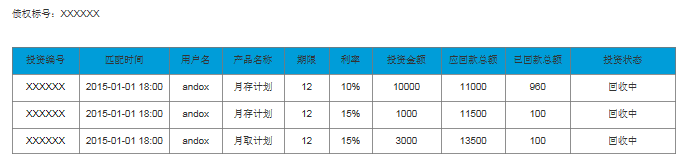 债权标号：XXXXXX
投资编号 匹配时间 用户名 产品名称 期限 利率 投资金额 应回款总额 已回款总额 投资状态
XXXXXX 2015-01-01 18:00 andox 月存计划 12 10% 10000 11000 960 回收中
XXXXXX 2015-01-01 18:00 andox 月存计划 12 15% 1000 11500 100 回收中
XXXXXX 2015-01-01 18:00 andox 月取计划 12 15% 3000 13500 100 回收中